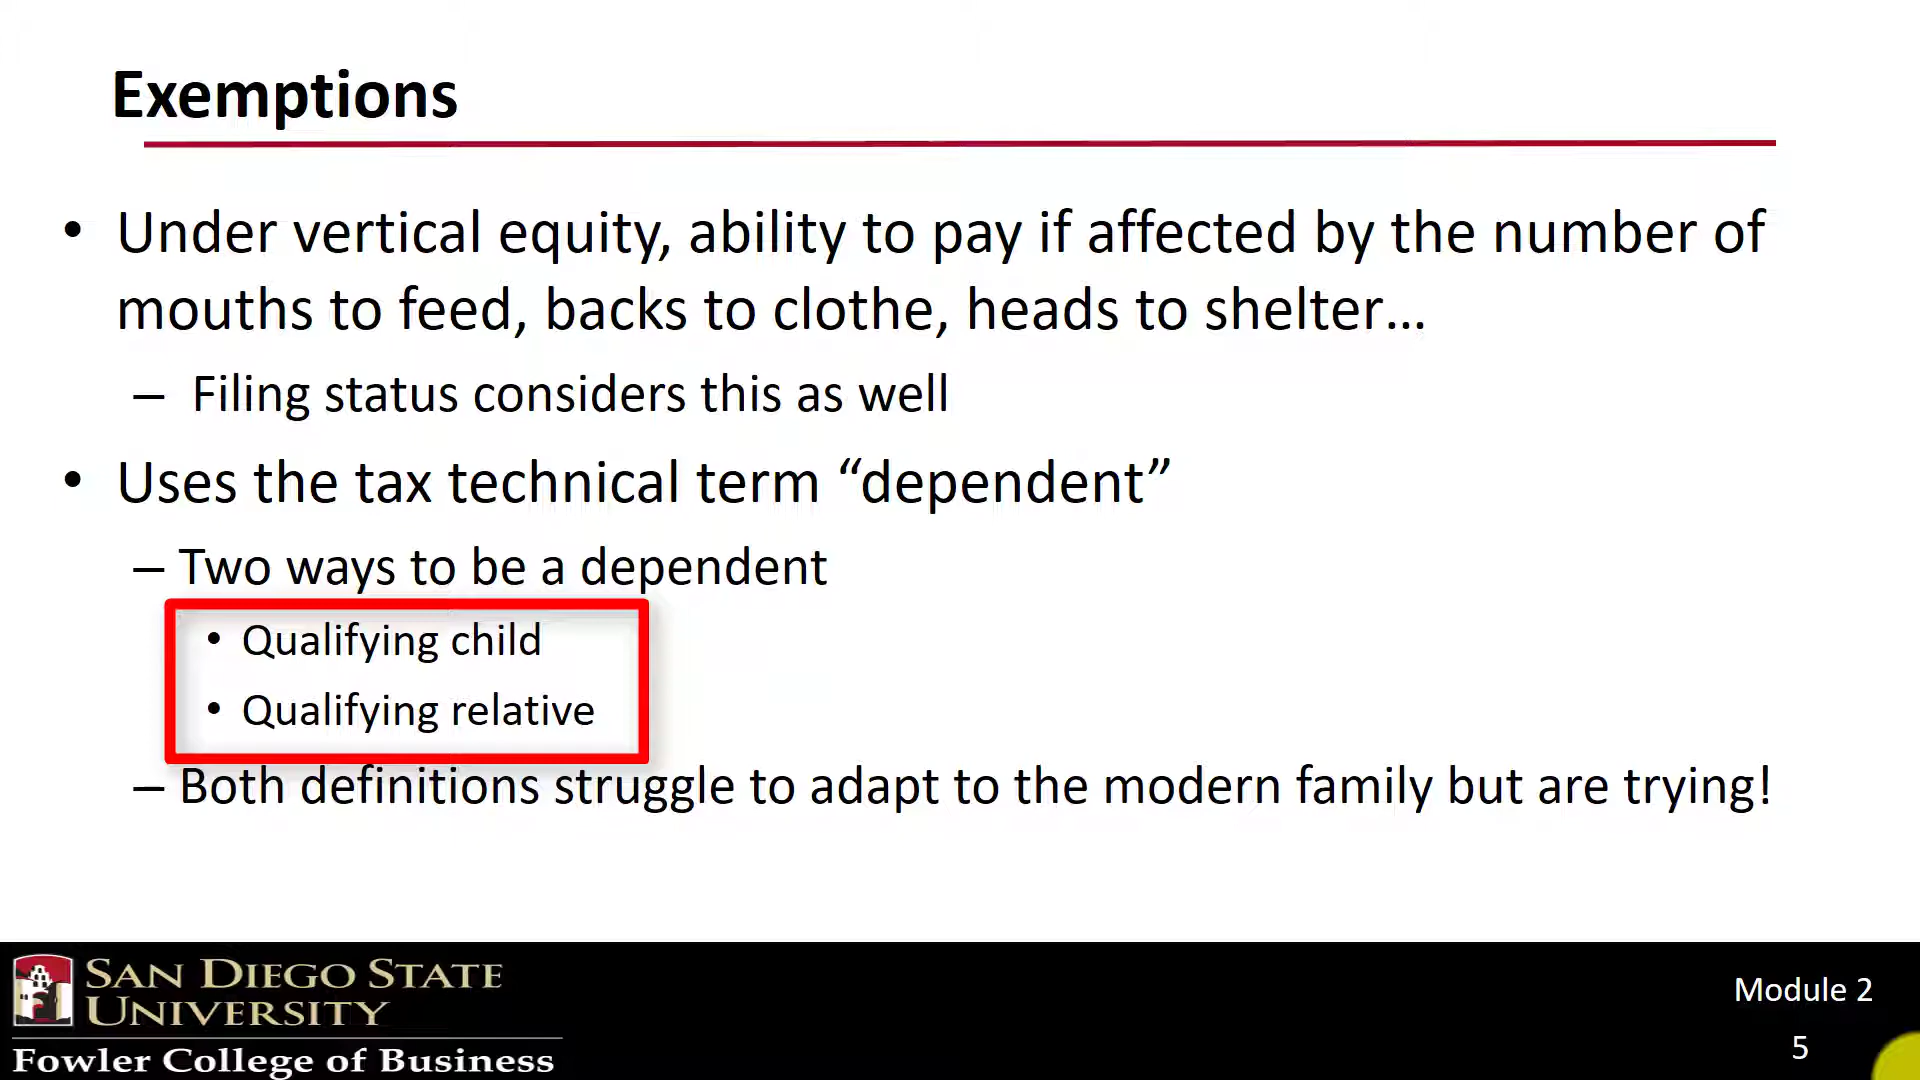 Exemptions
• Under vertical equity, ability to pay if affected by the number of
mouths to feed, backs to clothe, heads to shelter…
– Filing status considers this as well
• Uses the tax technical term “dependent”
– Two ways to be a dependent
• Qualifying child
• Qualifying relative
– Both definitions struggle to adapt to the modern family but are trying!
SAN DIEGO STATE
UNIVERSITY
Fowler College of Business
Module 2
5